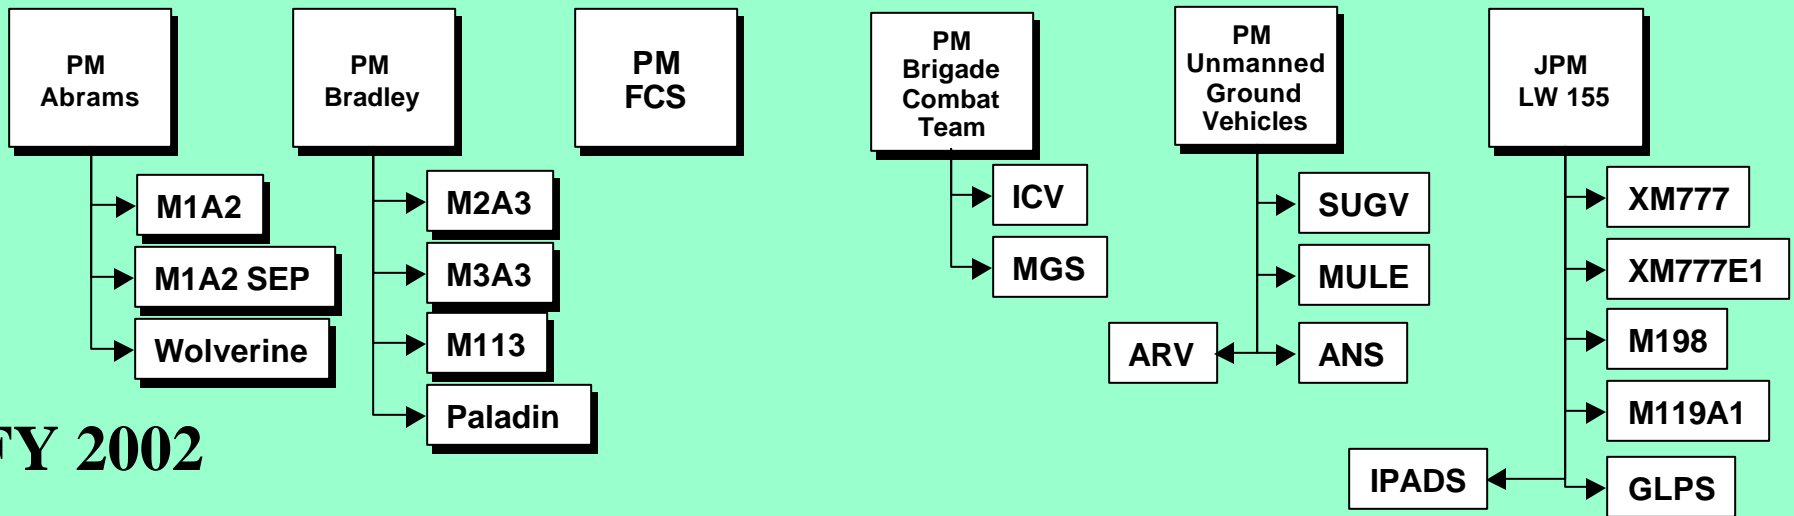 PM
Abrams
M1A2
M1A2 SEP
Wolverine
PM
Bradley
M2A3
M3A3
M113
Paladin
PM
FCS
PM
Brigade
Combat
Team
ICV
MGS
PM
Unmanned
Ground
Vehicles
SUGV
MULE
ARV
ANS
JPM
LW 155
XM777
XM777E1
M198
M119A1
IPADS
GLPS
FY 2002